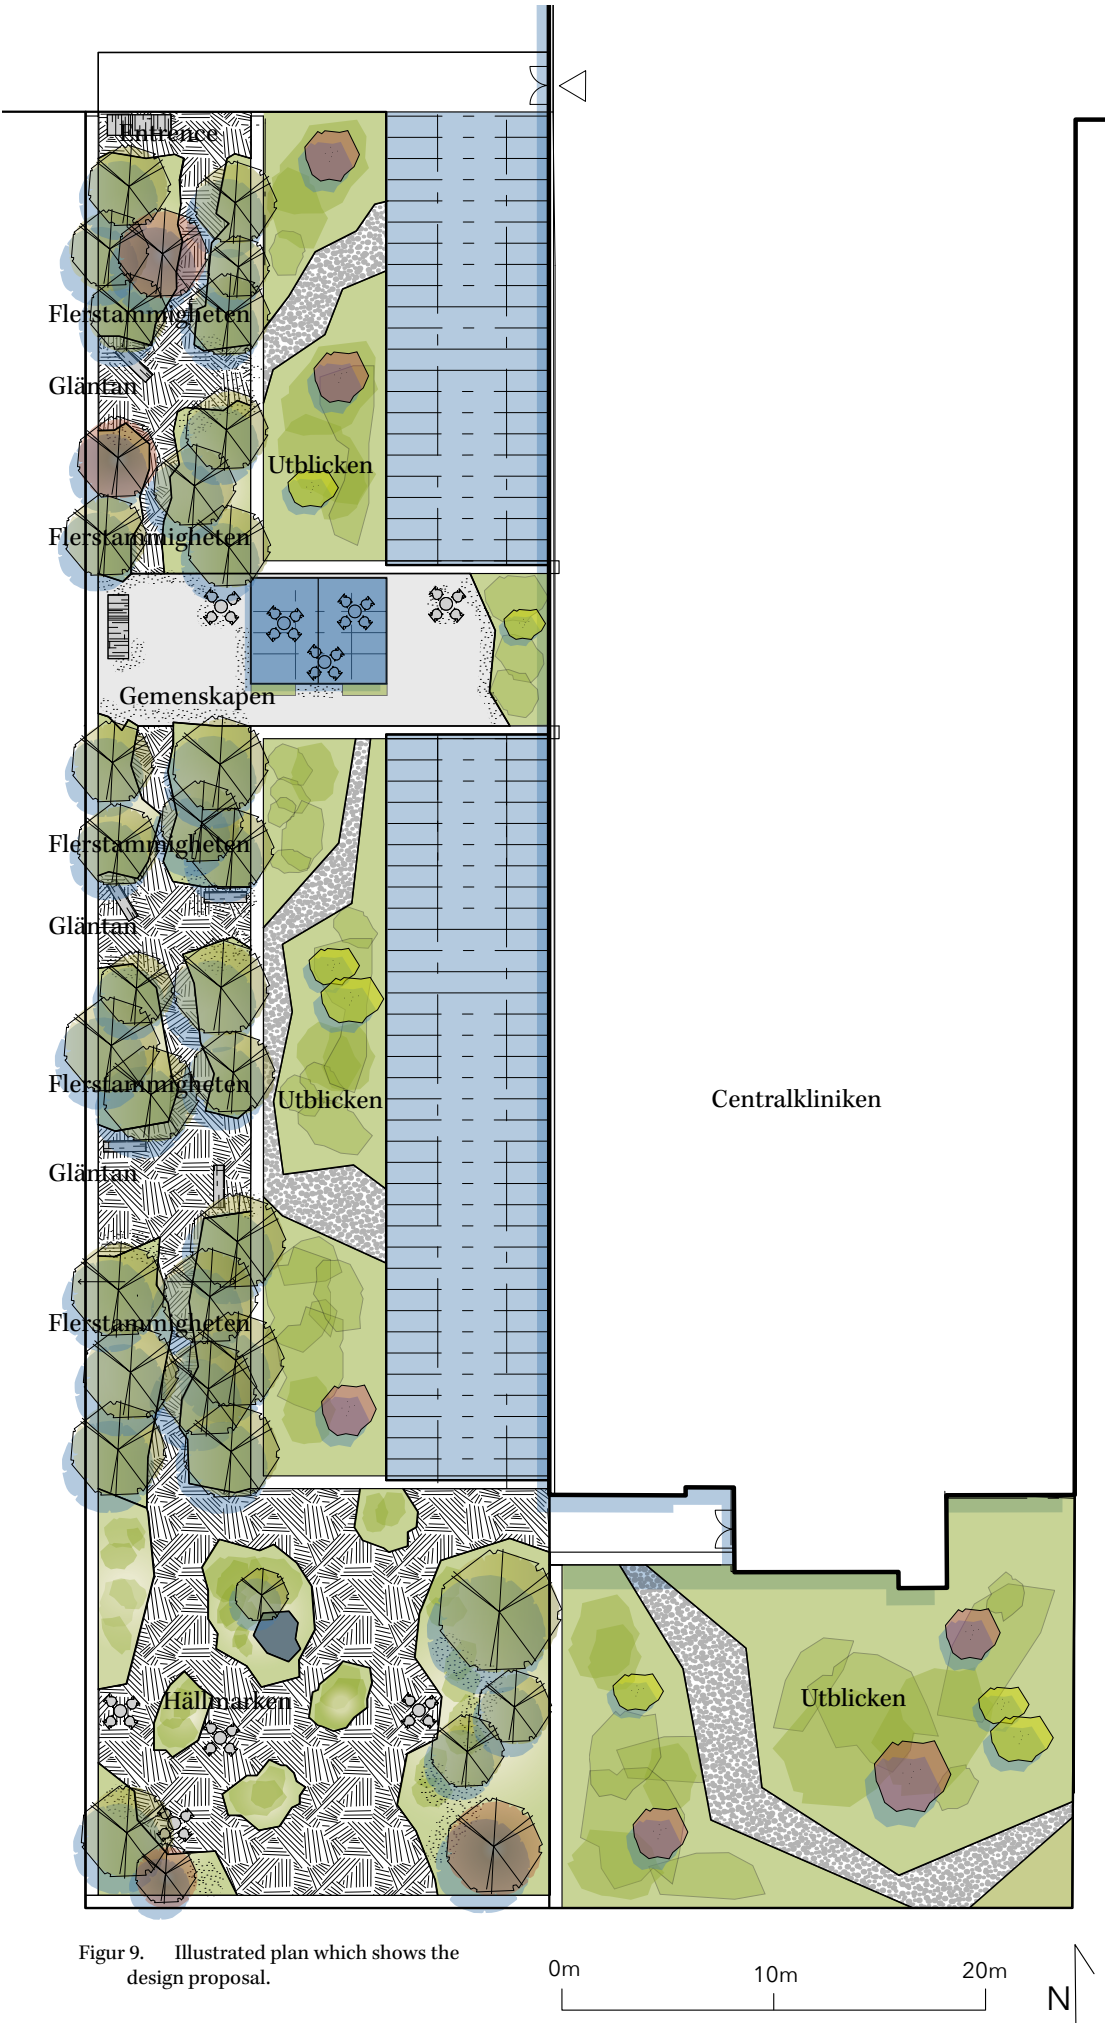 Entrence
Flerstammigheten
Gläntan
Utblicken
Flerstammigheten
Gemenskapen
Flerstammigheten
Gläntan
Flerstammigheten
Utblicken
Centralkliniken
Gläntan
Flerstammigheten
Hällmarken
Utblicken
Figur 9. Illustrated plan which shows the
design proposal.
0m
10m
20m
N